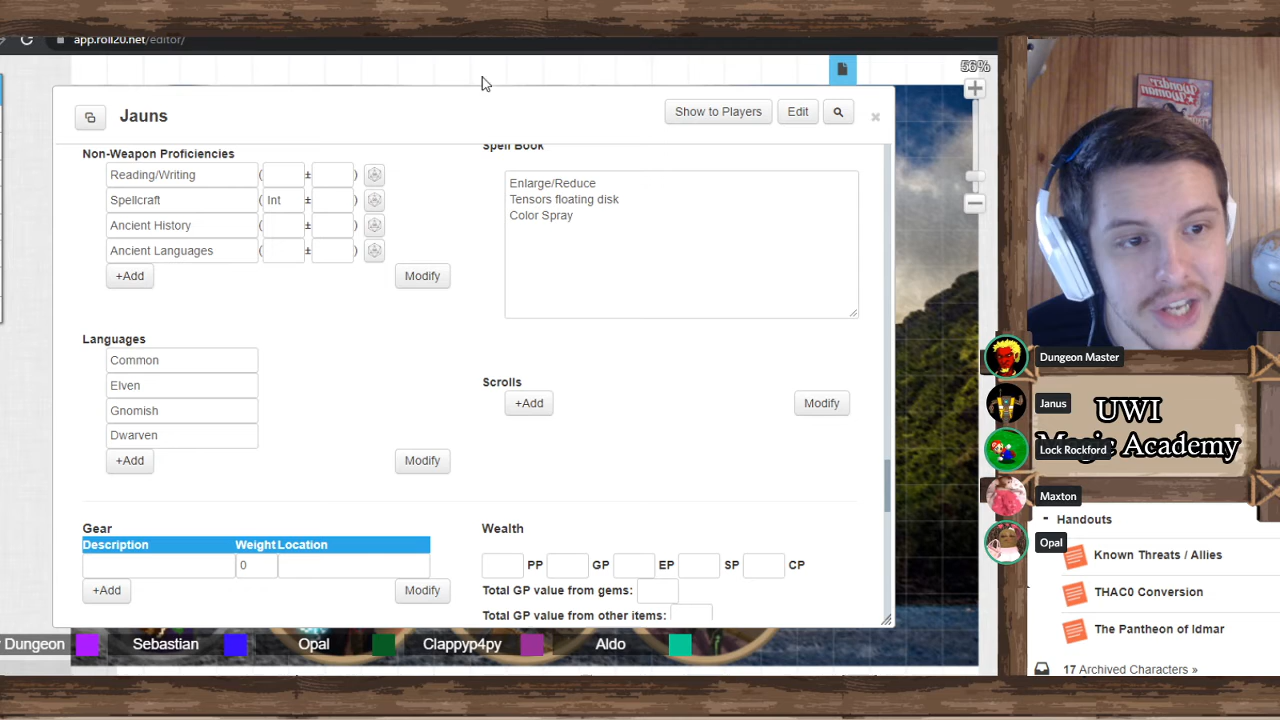 app.roll20.net/editor/
56%
Jauns
Show to Players
Edit
Non-Weapon Proficiencies
Reading/Writing ( ± )
Spellcraft ( Int ± )
Ancient History ( ± )
Ancient Languages ( ± )
+Add
Modify
Spell Book
Enlarge/Reduce
Tensors floating disk
Color Spray
Languages
Common
Elven
Gnomish
Dwarven
+Add
Modify
Scrolls
+Add
Modify
Gear
Description Weight Location
0
+Add
Modify
Wealth
PP GP EP SP CP
Total GP value from gems:
Total GP value from other items:
Dungeon
Sebastian
Opal
Clappyp4py
Aldo
Wonder
Woman
Dungeon Master
Janus
Lock Rockford
Maxton
Opal
UWI
Magic Academy
Handouts
Known Threats / Allies
THAC0 Conversion
The Pantheon of Idmar
17 Archived Characters »